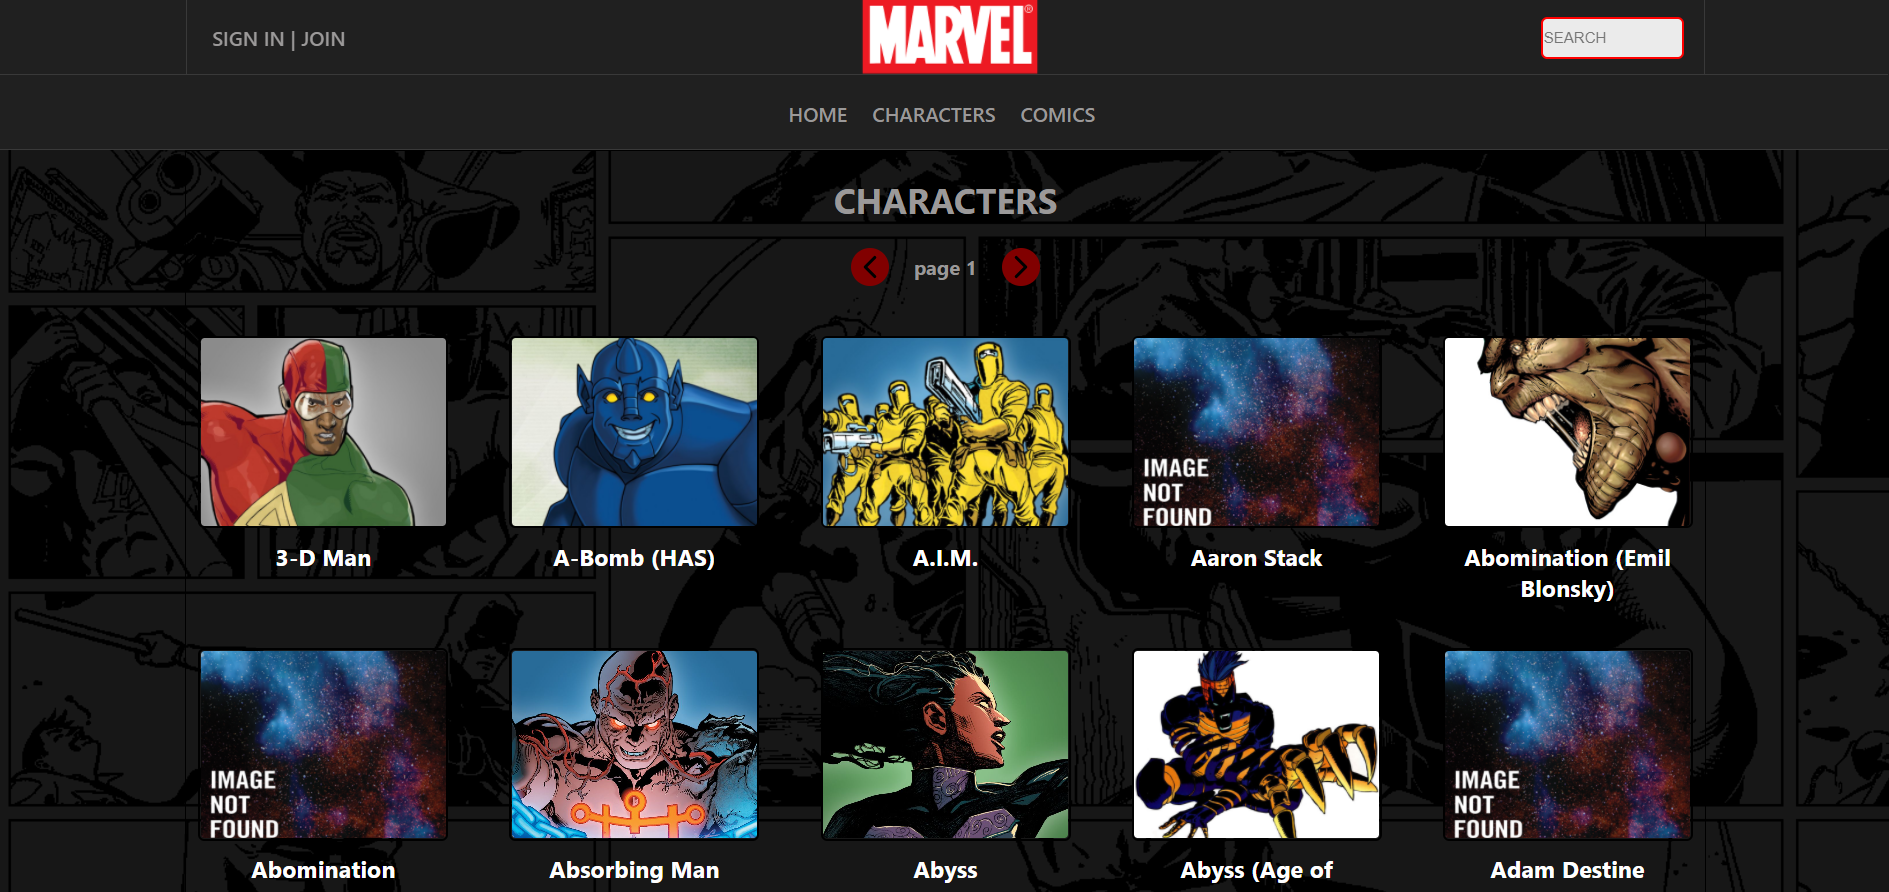 SIGN IN | JOIN
MARVEL®
SEARCH
HOME CHARACTERS COMICS
CHARACTERS
page 1
IMAGE
NOT
FOUND
3-D Man
A-Bomb (HAS)
A.I.M.
Aaron Stack
Abomination (Emil
Blonsky)
IMAGE
NOT
FOUND
IMAGE
NOT
FOUND
Abomination
Absorbing Man
Abyss
Abyss (Age of
Adam Destine